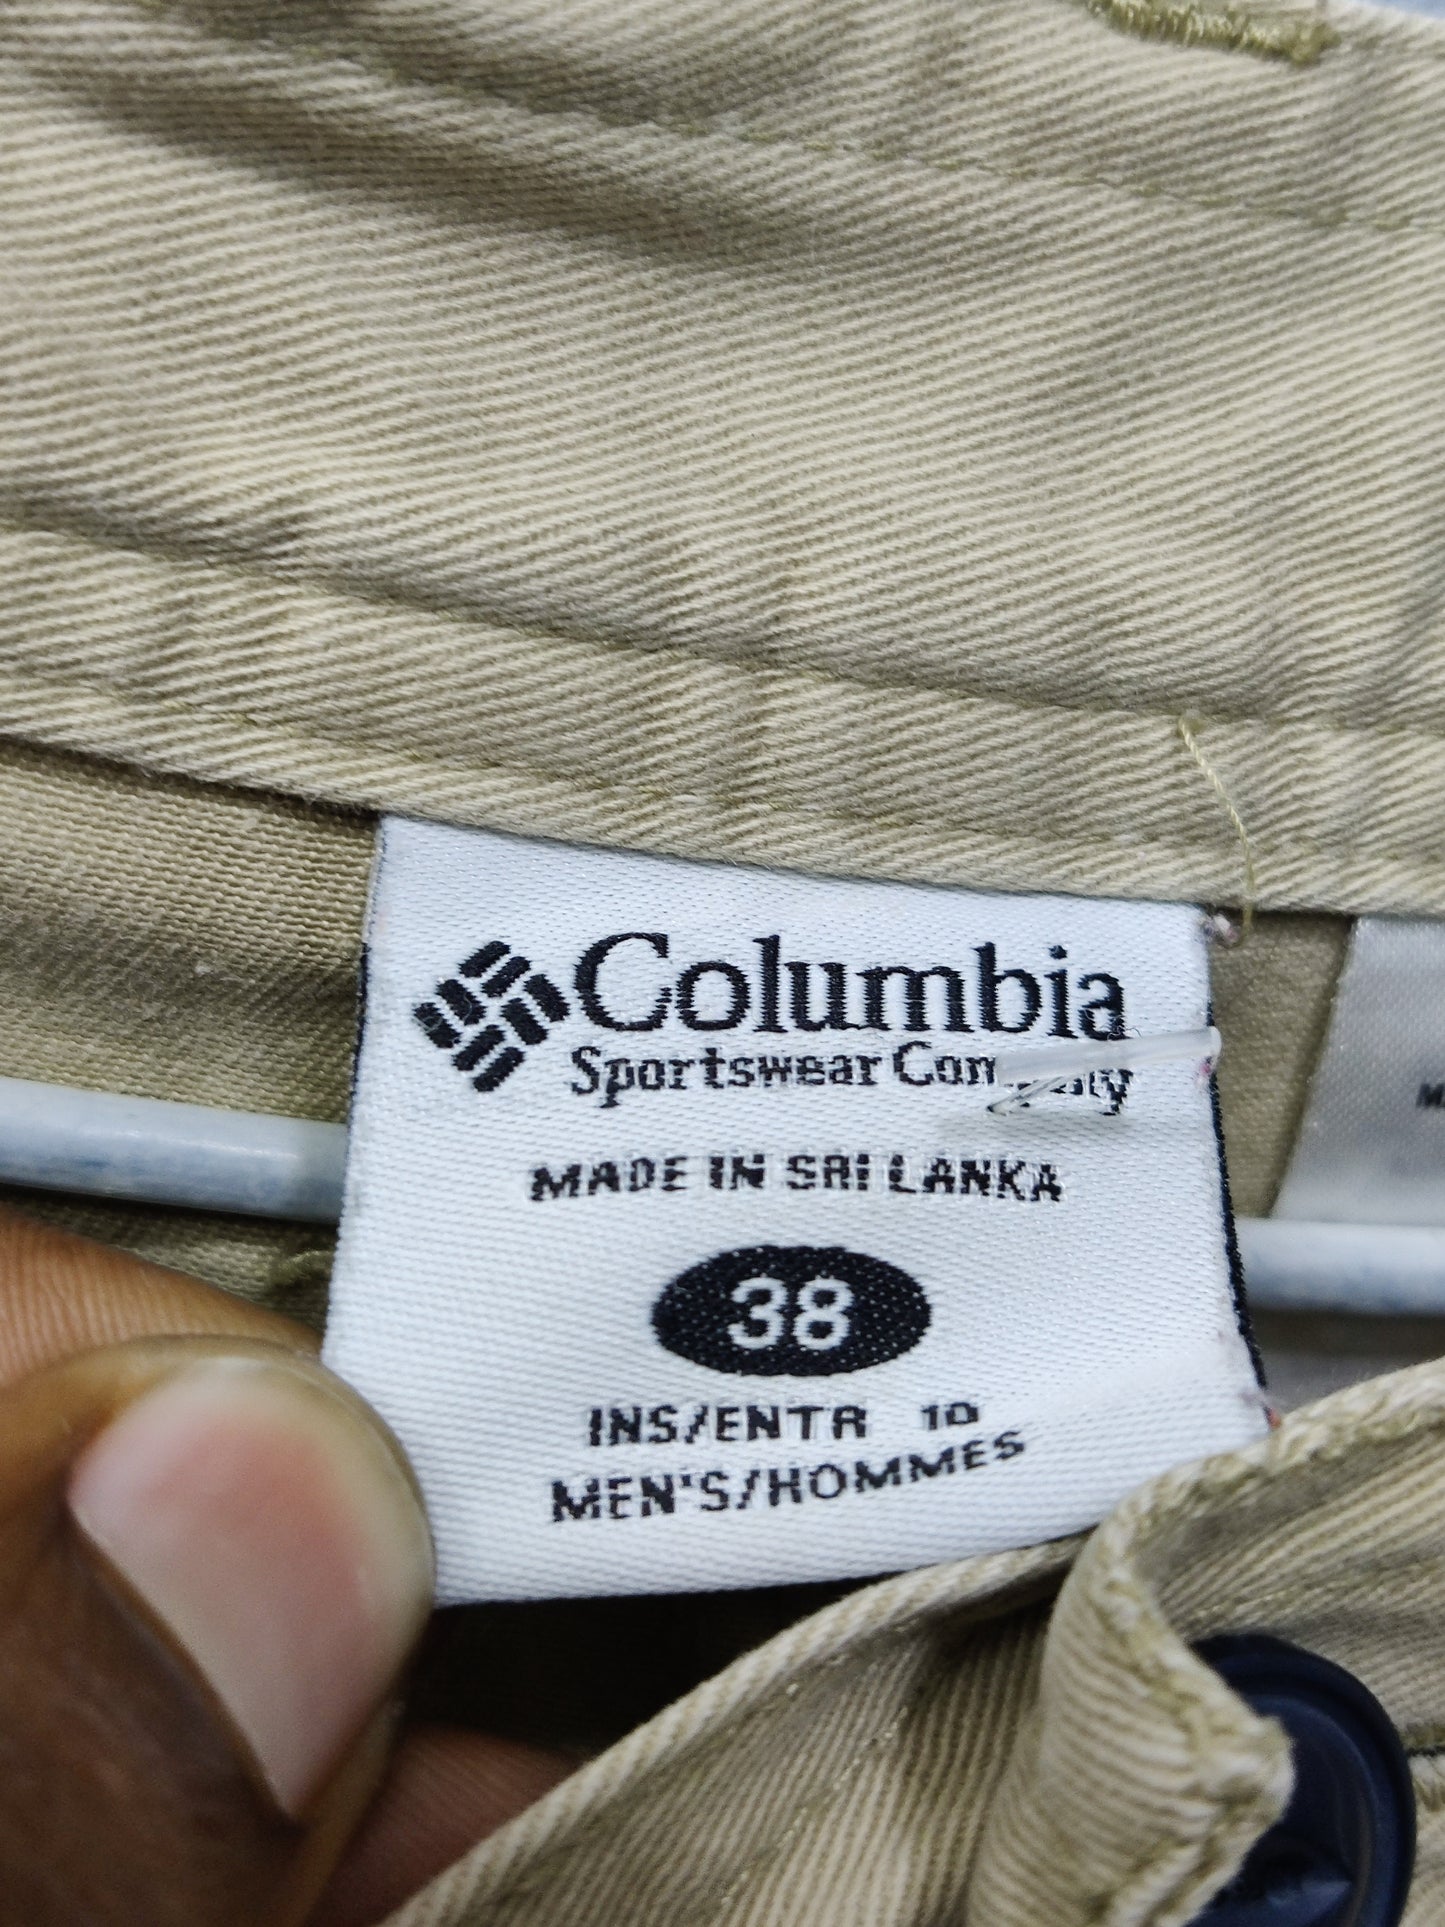 Columbia
Sportswear Company
MADE IN SRI LANKA
38
INS/ENTR 10
MEN'S/HOMMES